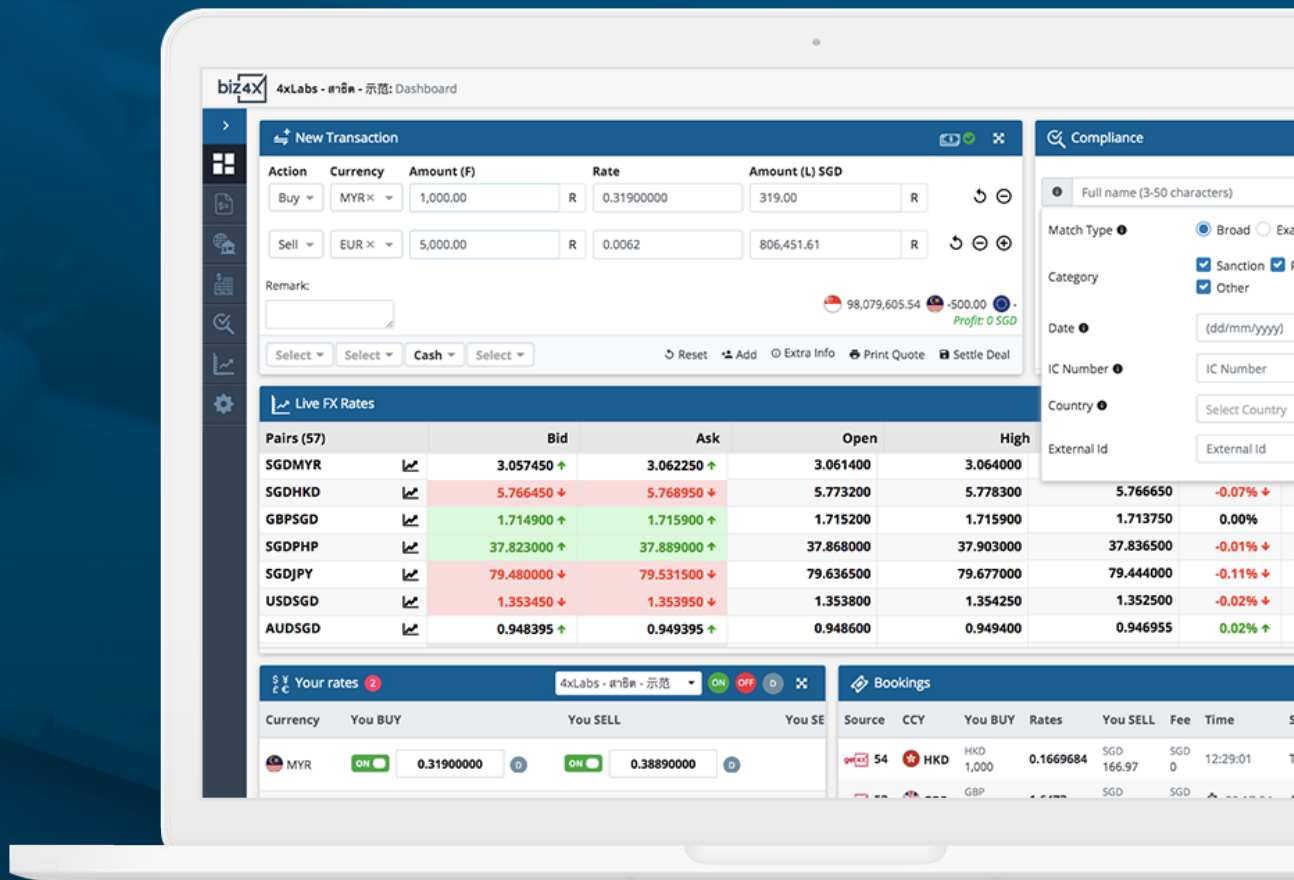 biz4X 4xLabs - สาธิต - 示范: Dashboard
New Transaction
Action Currency Amount (F) Rate Amount (L) SGD
Buy MYR× 1,000.00 R 0.31900000 319.00 R
Sell EUR × 5,000.00 R 0.0062 806,451.61 R
Remark:
98,079,605.54 -500.00 -
Profit: 0 SGD
Select Select Cash Select Reset Add Extra Info Print Quote Settle Deal
Compliance
Full name (3-50 characters)
Match Type Broad Exa
Category Sanction
Other
Date (dd/mm/yyyy)
IC Number IC Number
Country Select Country
External Id External Id
Live FX Rates
Pairs (57) Bid Ask Open High
SGDMYR 3.057450 ↑ 3.062250 ↑ 3.061400 3.064000
SGDHKD 5.766450 ↓ 5.768950 ↓ 5.773200 5.778300 5.766650 -0.07% ↓
GBPSGD 1.714900 ↑ 1.715900 ↑ 1.715200 1.715900 1.713750 0.00%
SGDPHP 37.823000 ↑ 37.889000 ↑ 37.868000 37.903000 37.836500 -0.01% ↓
SGDJPY 79.480000 ↓ 79.531500 ↓ 79.636500 79.677000 79.444000 -0.11% ↓
USDSGD 1.353450 ↓ 1.353950 ↓ 1.353800 1.354250 1.352500 -0.02% ↓
AUDSGD 0.948395 ↑ 0.949395 ↑ 0.948600 0.949400 0.946955 0.02% ↑
Your rates 2 4xLabs - สาธิต - 示范 ON OFF D
Currency You BUY You SELL You SE
MYR ON 0.31900000 D ON 0.38890000 D
Bookings
Source CCY You BUY Rates You SELL Fee Time S
get4X 54 HKD HKD 1,000 0.1669684 SGD 166.97 SGD 0 12:29:01 T
GBP SGD SGD